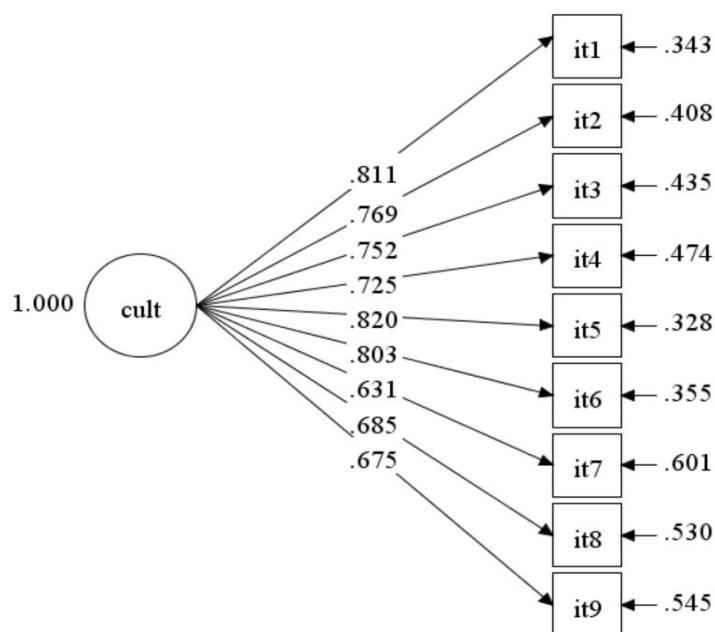 it1 .343
it2 .408
.811 it3 .435
.769
.752 it4 .474
.725
1.000 cult .820 it5 .328
.803
.631 it6 .355
.685
.675 it7 .601
it8 .530
it9 .545